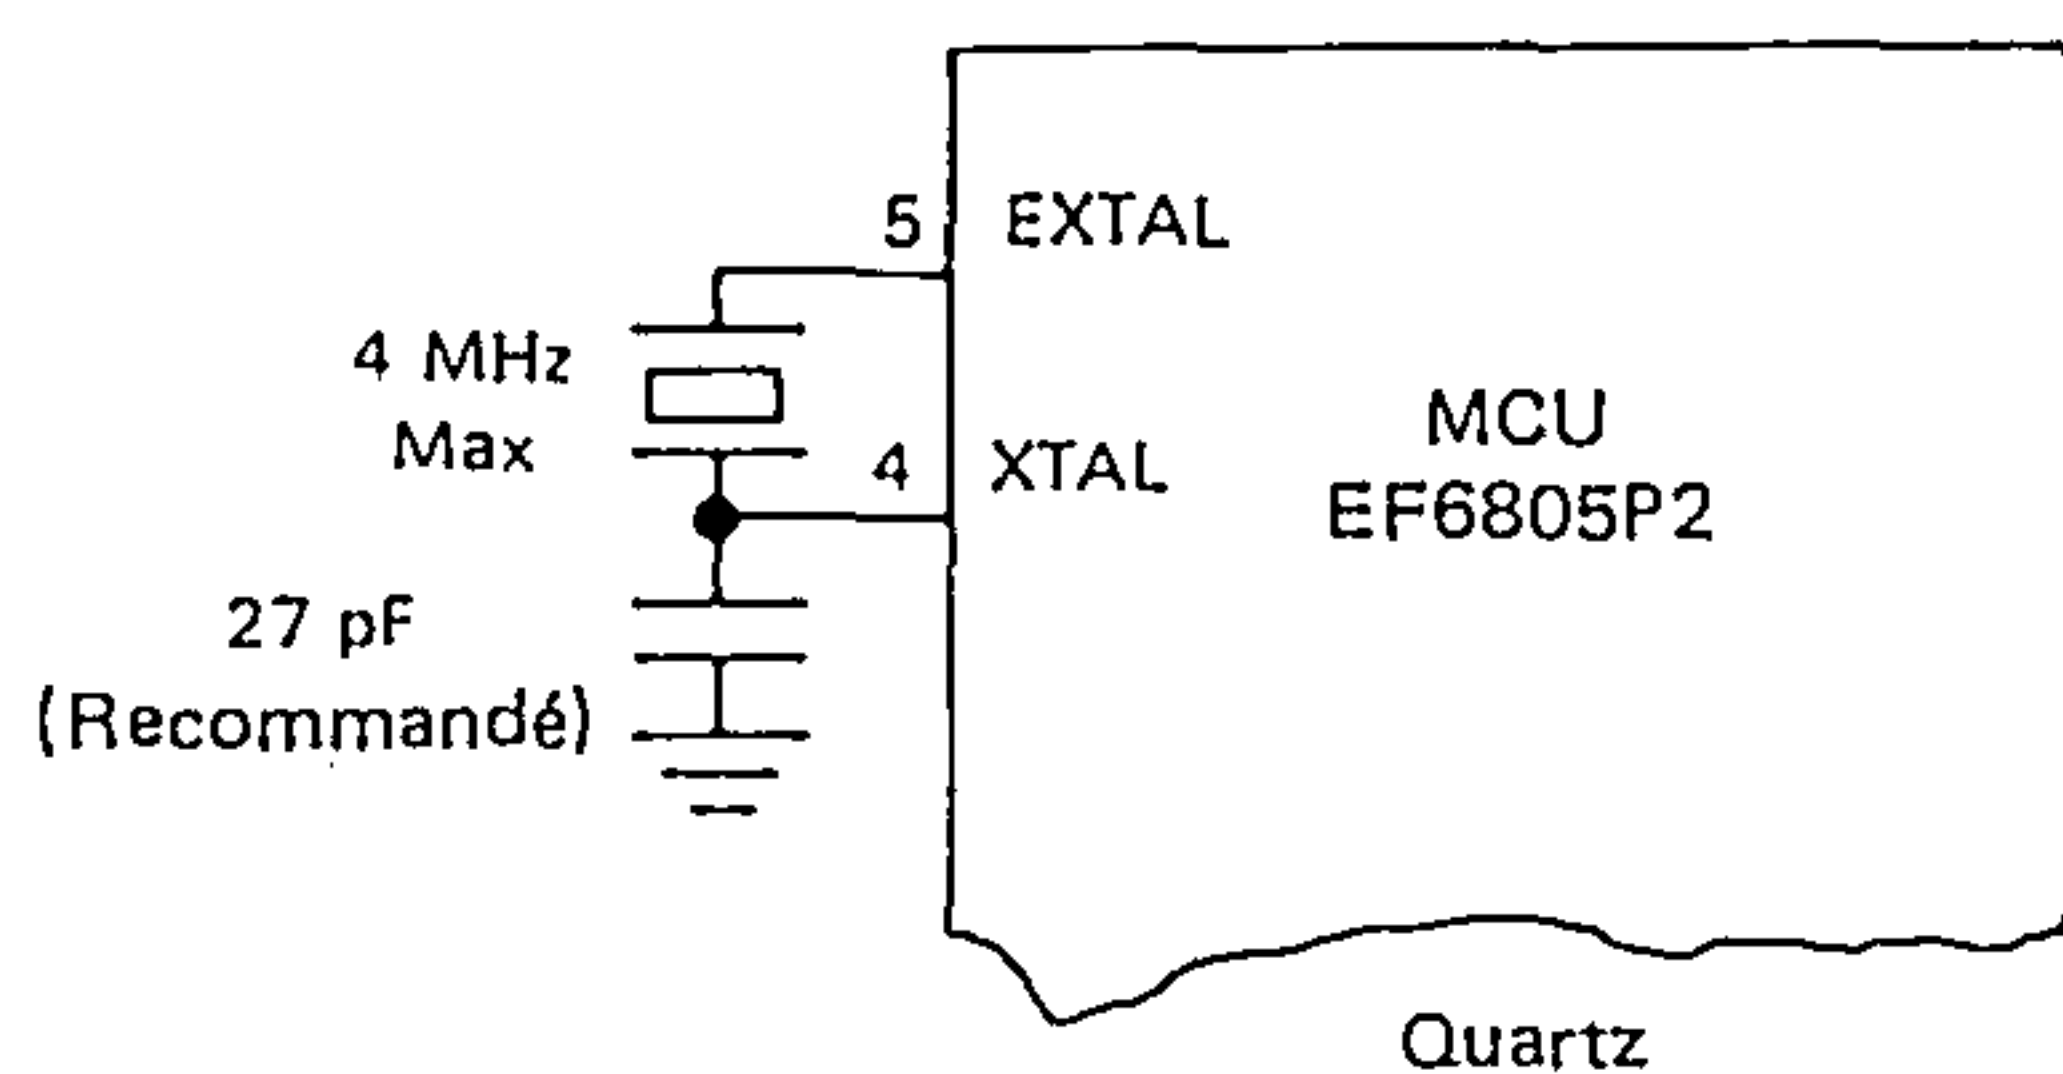 5 EXTAL
4 MHz
Max
4 XTAL
MCU
EF6805P2
27 pF
(Recommandé)
Quartz